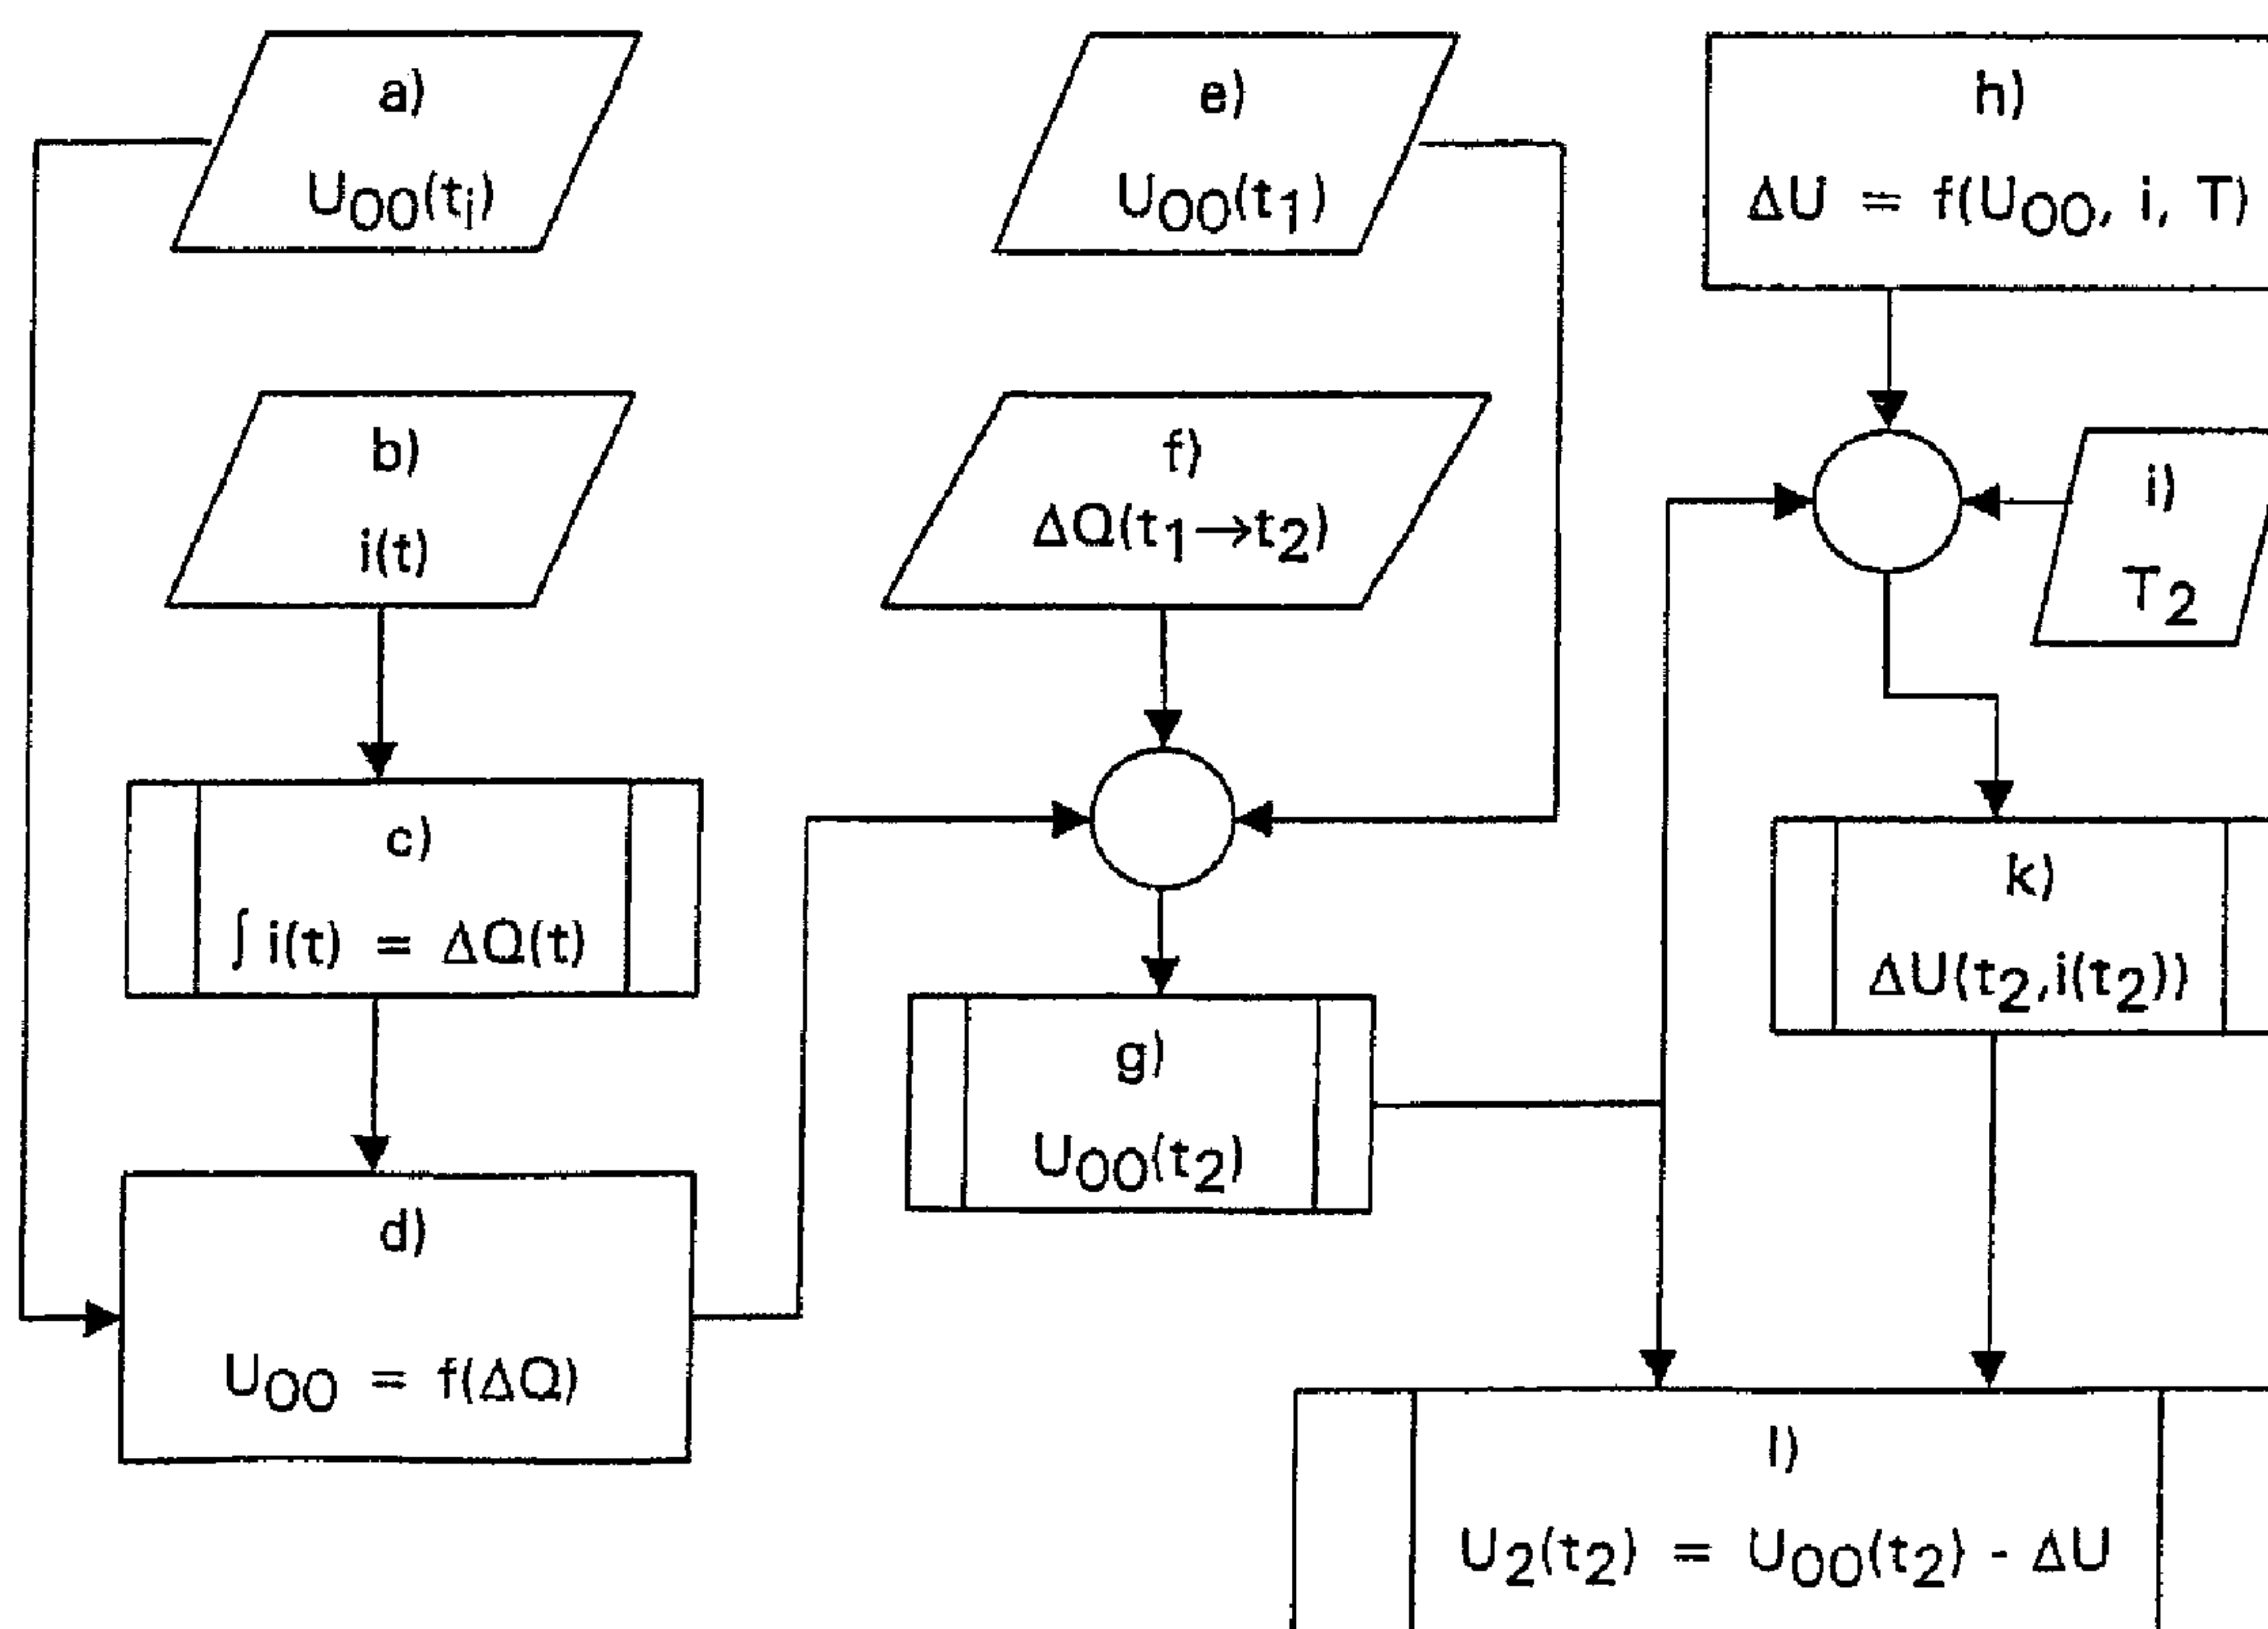 a)
U₀₀(tᵢ)
b)
i(t)
c)
∫ i(t) = ΔQ(t)
d)
U₀₀ = f(ΔQ)
e)
U₀₀(t₁)
f)
ΔQ(t₁→t₂)
g)
U₀₀(t₂)
h)
ΔU = f(U₀₀, i, T)
i)
T₂
k)
ΔU(t₂,i(t₂))
l)
U₂(t₂) = U₀₀(t₂) - ΔU